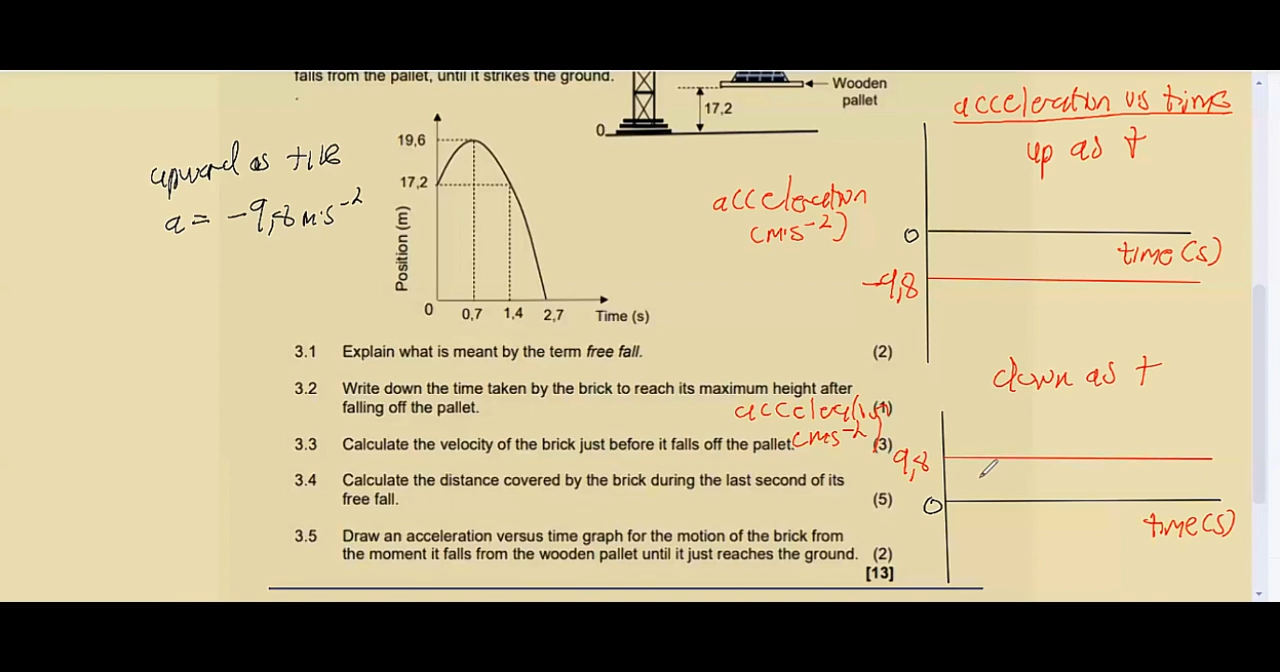 falls from the pallet, until it strikes the ground.
Wooden
pallet
17,2
0
acceleration vs time
up as +
upward as +ive
a = -9,8 m·s⁻²
19,6
17,2
Position (m)
0
0,7
1,4
2,7
Time (s)
acceleration
(m·s⁻²)
0
time (s)
-9,8
3.1 Explain what is meant by the term free fall. (2)
3.2 Write down the time taken by the brick to reach its maximum height after
falling off the pallet. (1)
3.3 Calculate the velocity of the brick just before it falls off the pallet. (3)
3.4 Calculate the distance covered by the brick during the last second of its
free fall. (5)
3.5 Draw an acceleration versus time graph for the motion of the brick from
the moment it falls from the wooden pallet until it just reaches the ground. (2)
[13]
down as +
acceleration
(m·s⁻²)
9,8
0
time (s)